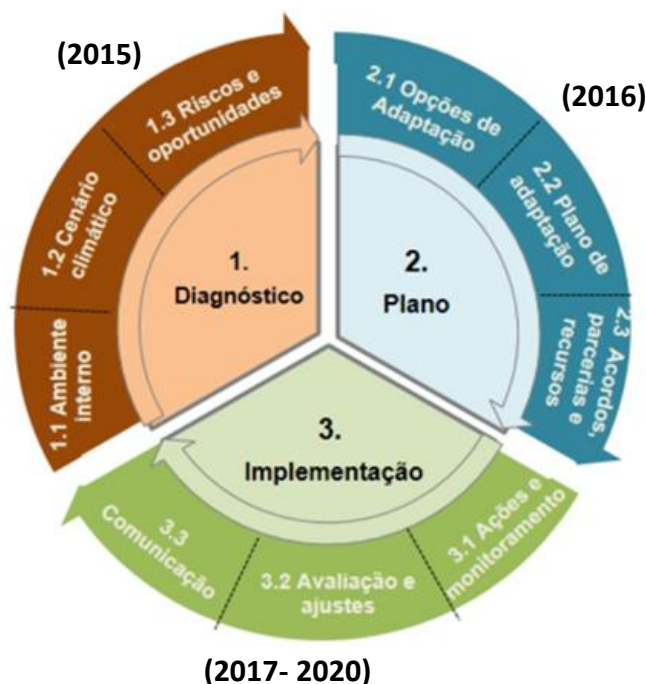 (2015)
1.
Diagnóstico
1.1 Ambiente
interno
1.2 Cenário
climático
1.3 Riscos e
oportunidades
(2016)
2.
Plano
2.1 Opções de
Adaptação
2.2 Plano de
adaptação
2.3 Acordos,
parcerias e
recursos
3.
Implementação
3.1 Ações e
monitoramento
3.2 Avaliação e
ajustes
3.3
Comunicação
(2017- 2020)